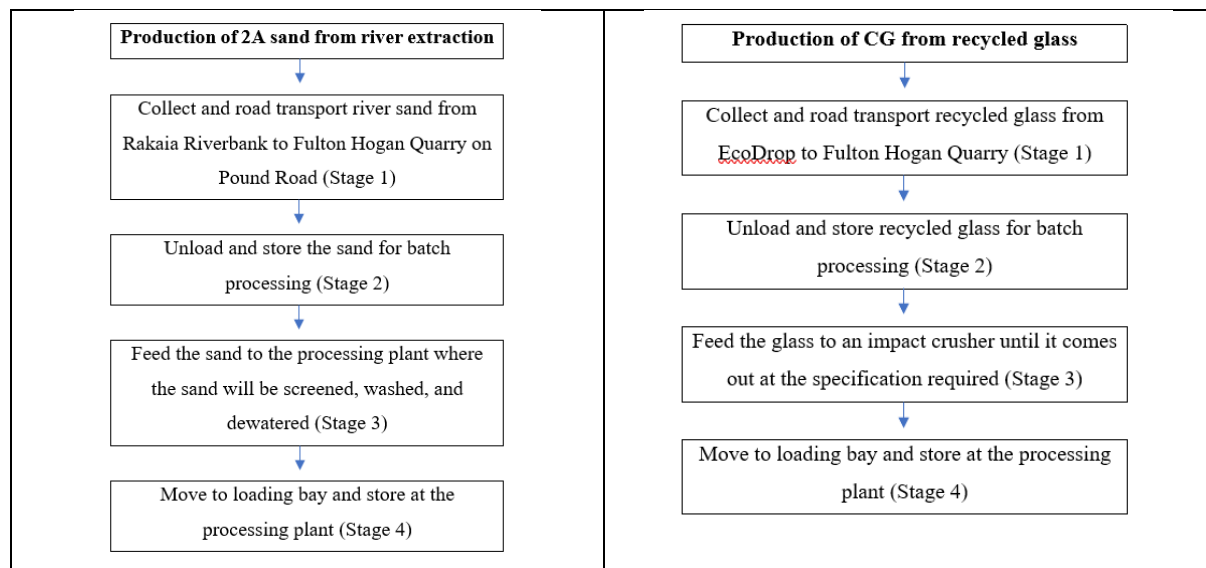 Production of 2A sand from river extraction
Collect and road transport river sand from
Rakaia Riverbank to Fulton Hogan Quarry on
Pound Road (Stage 1)
Unload and store the sand for batch
processing (Stage 2)
Feed the sand to the processing plant where
the sand will be screened, washed, and
dewatered (Stage 3)
Move to loading bay and store at the
processing plant (Stage 4)
Production of CG from recycled glass
Collect and road transport recycled glass from
EcoDrop to Fulton Hogan Quarry (Stage 1)
Unload and store recycled glass for batch
processing (Stage 2)
Feed the glass to an impact crusher until it comes
out at the specification required (Stage 3)
Move to loading bay and store at the processing
plant (Stage 4)